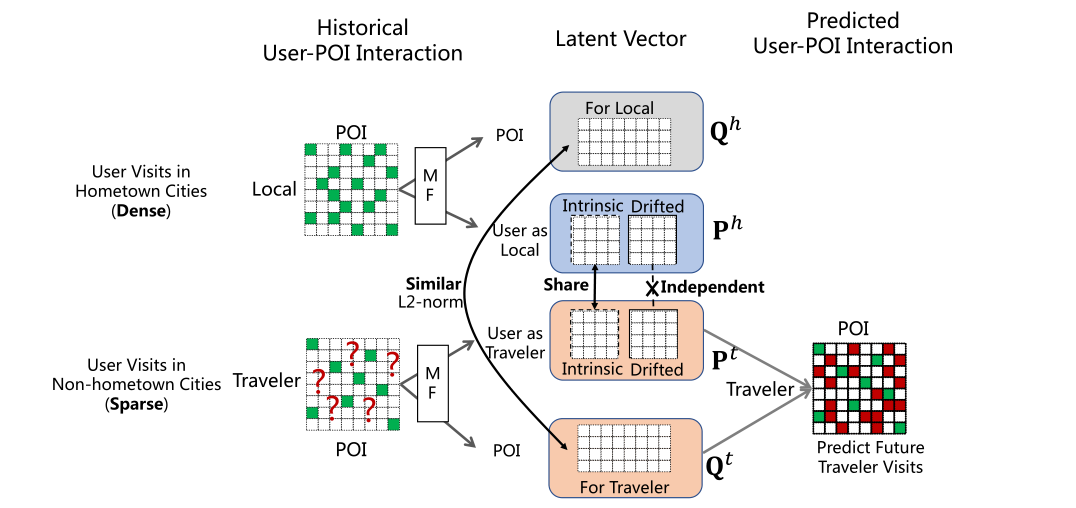 Historical
User-POI Interaction
Latent Vector
Predicted
User-POI Interaction
User Visits in
Hometown Cities
(Dense)
Local
POI
M
F
POI
User as
Local
For Local
Q^h
Intrinsic Drifted
P^h
Similar
L2-norm
Share
Independent
User Visits in
Non-hometown Cities
(Sparse)
Traveler
? ? ? ? ?
POI
M
F
User as
Traveler
POI
Intrinsic Drifted
P^t
For Traveler
Q^t
Traveler
POI
Predict Future
Traveler Visits